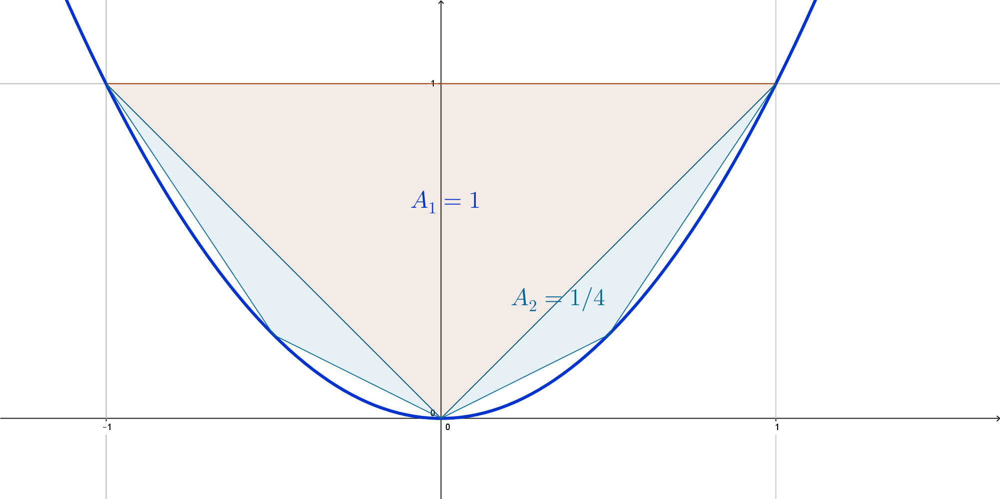 1
A₁ = 1
A₂ = 1/4
0
−1
0
1